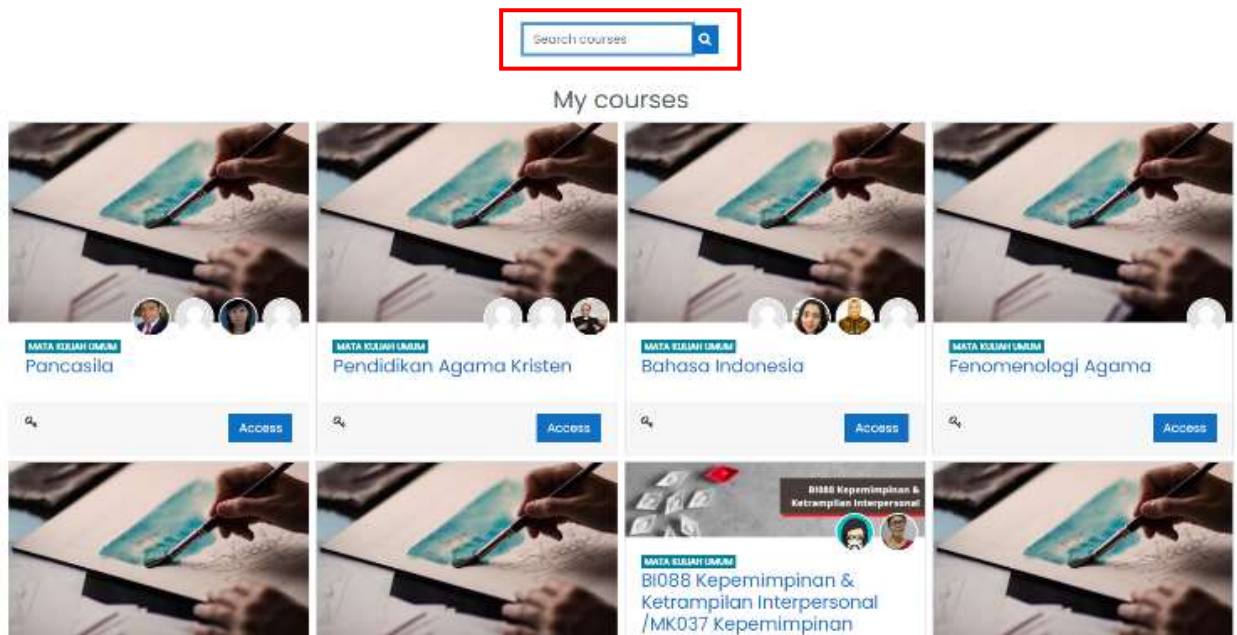 Search courses
My courses
MATA KULIAH UMUM
Pancasila
Access
MATA KULIAH UMUM
Pendidikan Agama Kristen
Access
MATA KULIAH UMUM
Bahasa Indonesia
Access
MATA KULIAH UMUM
Fenomenologi Agama
Access
BI088 Kepemimpinan &
Ketrampilan Interpersonal
MATA KULIAH UMUM
BI088 Kepemimpinan &
Ketrampilan Interpersonal
/MK037 Kepemimpinan